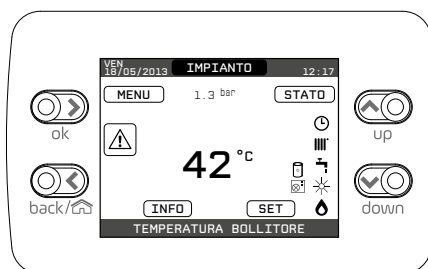 VEN
18/05/2013 IMPIANTO 12:17
MENU 1.3 bar STATO
ok up
42°C
back/ down
INFO SET
TEMPERATURA BOLLITORE